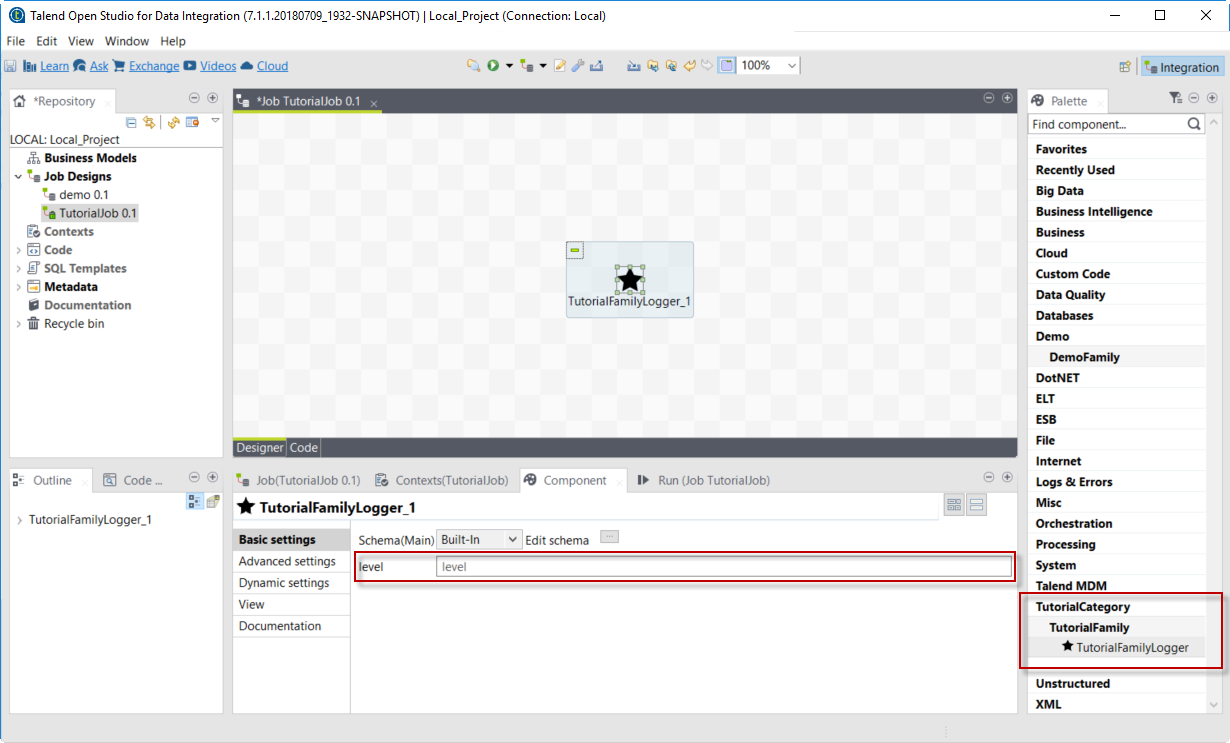 Talend Open Studio for Data Integration (7.1.1.20180709_1932-SNAPSHOT) | Local_Project (Connection: Local)
File Edit View Window Help
Learn Ask Exchange Videos Cloud 100% Integration
*Repository
LOCAL: Local_Project
Business Models
Job Designs
demo 0.1
TutorialJob 0.1
Contexts
Code
SQL Templates
Metadata
Documentation
Recycle bin
*Job TutorialJob 0.1
TutorialFamilyLogger_1
Designer Code
Palette
Find component...
Favorites
Recently Used
Big Data
Business Intelligence
Business
Cloud
Custom Code
Data Quality
Databases
Demo
DemoFamily
DotNET
ELT
ESB
File
Internet
Logs & Errors
Misc
Orchestration
Processing
System
Talend MDM
TutorialCategory
TutorialFamily
TutorialFamilyLogger
Unstructured
XML
Outline Code ...
TutorialFamilyLogger_1
Job(TutorialJob 0.1) Contexts(TutorialJob) Component Run (Job TutorialJob)
TutorialFamilyLogger_1
Basic settings
Advanced settings
Dynamic settings
View
Documentation
Schema(Main) Built-In Edit schema ...
level level